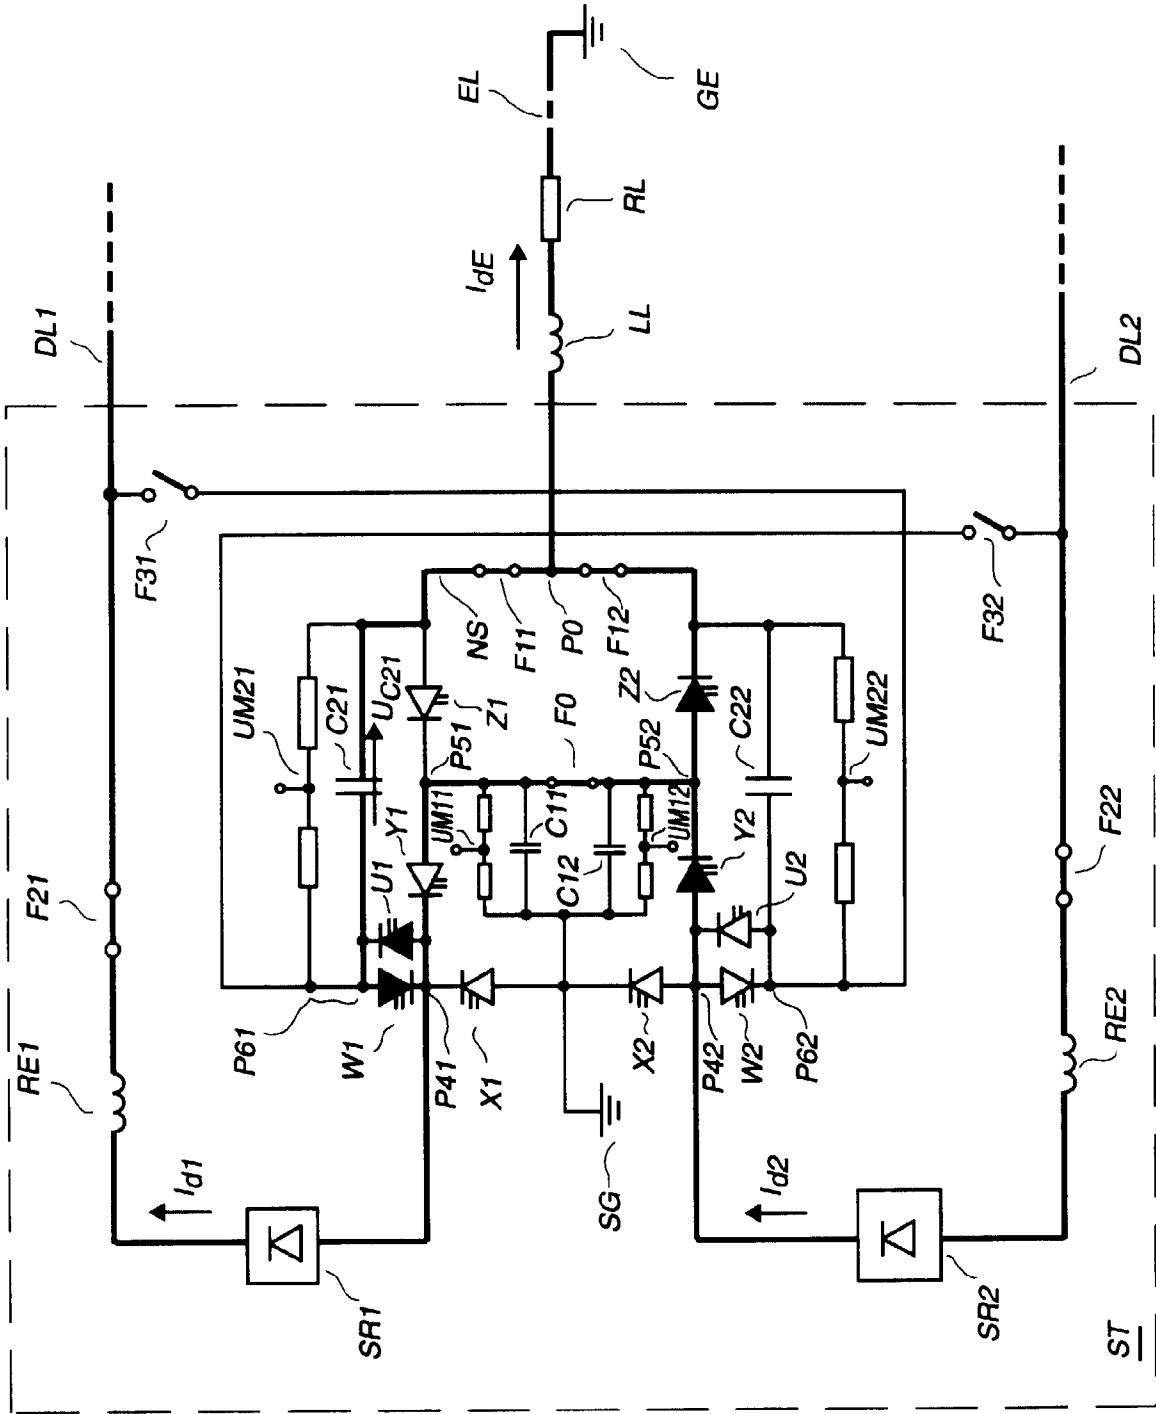 DL1
EL
GE
RL
IdE
LL
DL2
F31
F32
NS
F11
P0
F12
UM21
C21
UC21
Z1
F0
Z2
P51
P52
C22
UM22
F21
U1
Y1
UM11
C11
C12
UM12
Y2
U2
F22
RE1
P61
W1
P41
X1
X2
P42
W2
P62
RE2
SG
Id1
Id2
SR1
SR2
ST